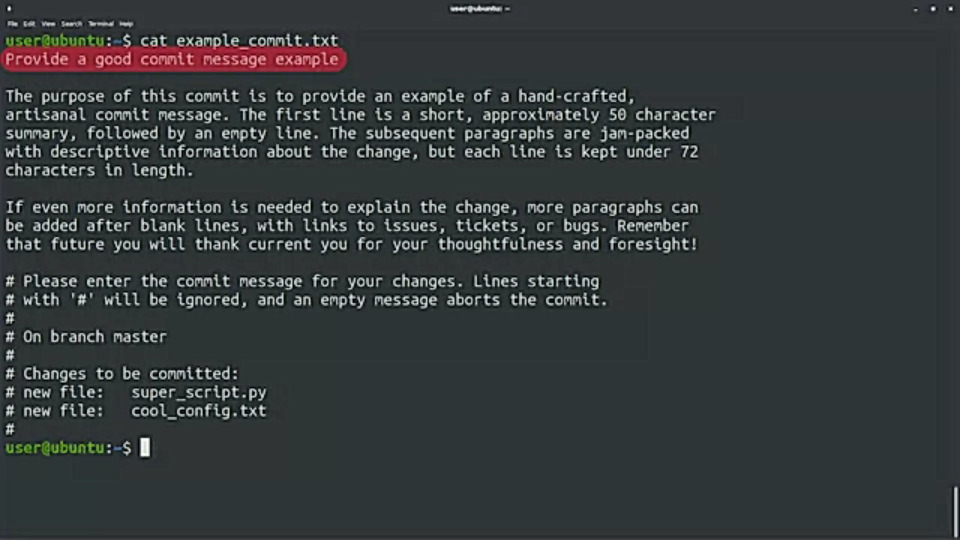 user@ubuntu: ~
File Edit View Search Terminal Help
user@ubuntu:~$ cat example_commit.txt
Provide a good commit message example

The purpose of this commit is to provide an example of a hand-crafted,
artisanal commit message. The first line is a short, approximately 50 character
summary, followed by an empty line. The subsequent paragraphs are jam-packed
with descriptive information about the change, but each line is kept under 72
characters in length.

If even more information is needed to explain the change, more paragraphs can
be added after blank lines, with links to issues, tickets, or bugs. Remember
that future you will thank current you for your thoughtfulness and foresight!

# Please enter the commit message for your changes. Lines starting
# with '#' will be ignored, and an empty message aborts the commit.
#
# On branch master
#
# Changes to be committed:
# new file:   super_script.py
# new file:   cool_config.txt
#
user@ubuntu:~$